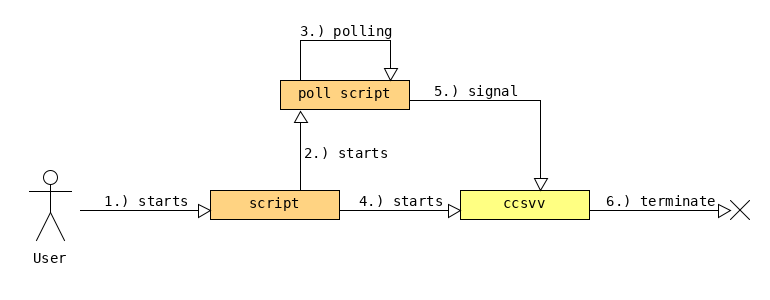 3.) polling
poll script
5.) signal
2.) starts
1.) starts
script
4.) starts
ccsvv
6.) terminate
User